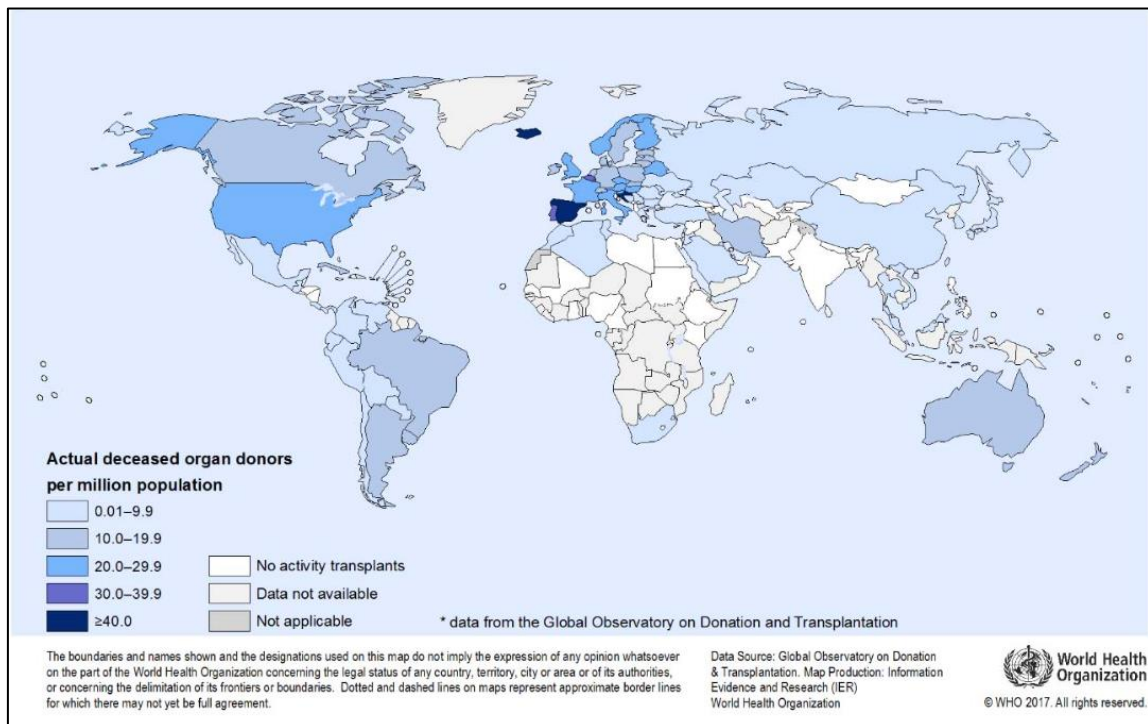 Actual deceased organ donors
per million population
0.01–9.9
10.0–19.9
20.0–29.9
30.0–39.9
≥40.0
No activity transplants
Data not available
Not applicable
* data from the Global Observatory on Donation and Transplantation
The boundaries and names shown and the designations used on this map do not imply the expression of any opinion whatsoever
on the part of the World Health Organization concerning the legal status of any country, territory, city or area or of its authorities,
or concerning the delimitation of its frontiers or boundaries. Dotted and dashed lines on maps represent approximate border lines
for which there may not yet be full agreement.
Data Source: Global Observatory on Donation
& Transplantation. Map Production: Information
Evidence and Research (IER)
World Health Organization
World Health
Organization
© WHO 2017. All rights reserved.